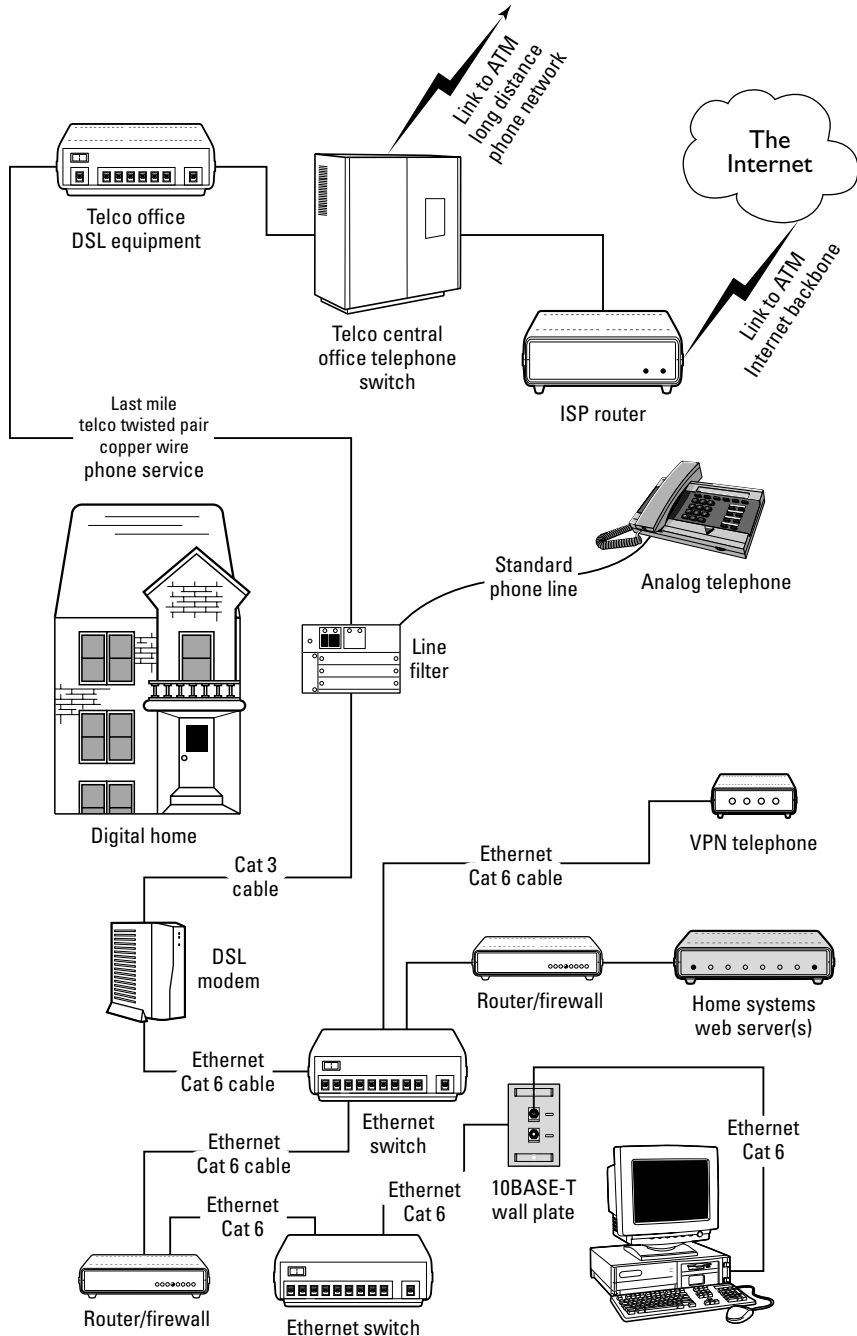 Link to ATM
long distance
phone network
The
Internet
Telco office
DSL equipment
Link to ATM
Internet backbone
Telco central
office telephone
switch
ISP router
Last mile
telco twisted pair
copper wire
phone service
Standard
phone line
Analog telephone
Line
filter
Digital home
VPN telephone
Ethernet
Cat 6 cable
Cat 3
cable
DSL
modem
Router/firewall
Home systems
web server(s)
Ethernet
Cat 6 cable
Ethernet
switch
Ethernet
Cat 6 cable
Ethernet
Cat 6
Ethernet
Cat 6
10BASE-T
wall plate
Ethernet
Cat 6
Router/firewall
Ethernet switch